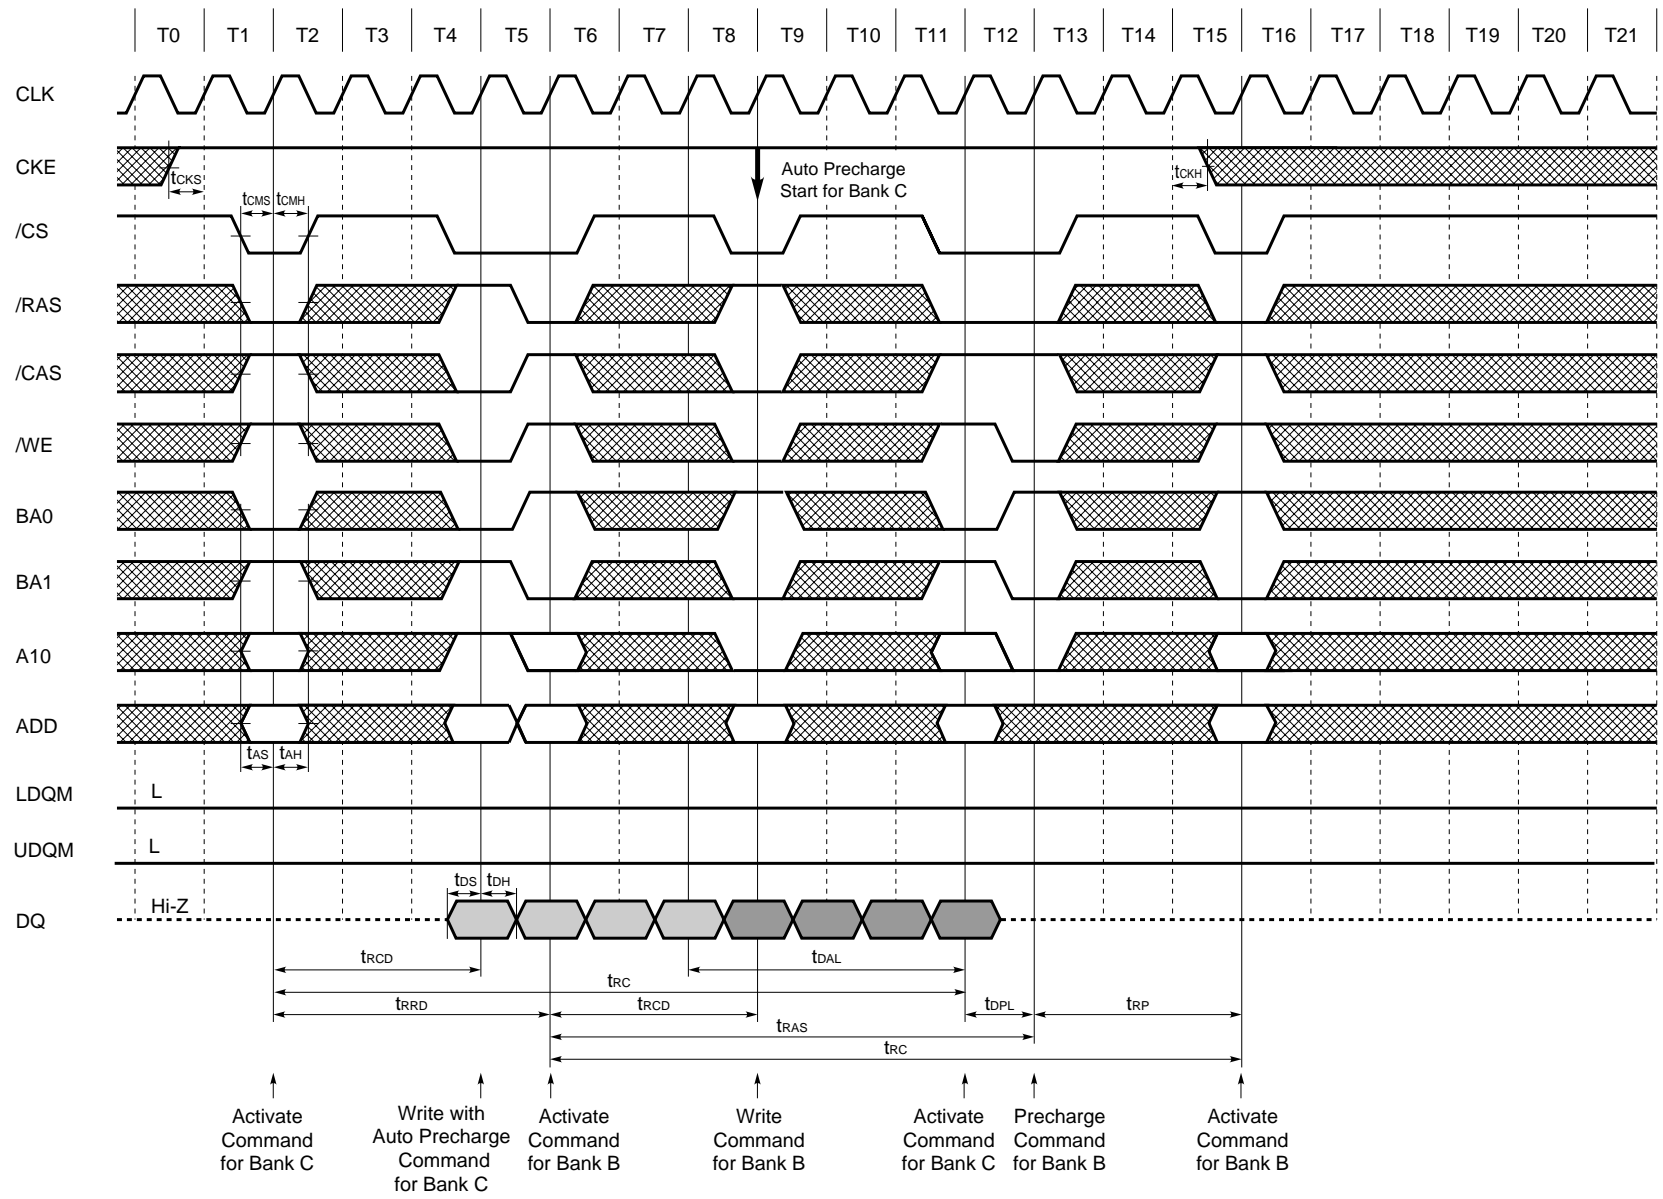 T0 T1 T2 T3 T4 T5 T6 T7 T8 T9 T10 T11 T12 T13 T14 T15 T16 T17 T18 T19 T20 T21
CLK
CKE
tCKS
Auto Precharge
Start for Bank C
tCKH
tCMS tCMH
/CS
/RAS
/CAS
/WE
BA0
BA1
A10
ADD
tAS tAH
LDQM L
UDQM L
tDS tDH
DQ Hi-Z
tRCD tDAL
tRC
tRRD tRCD tDPL tRP
tRAS
tRC
Activate
Command
for Bank C
Write with
Auto Precharge
Command
for Bank C
Activate
Command
for Bank B
Write
Command
for Bank B
Activate
Command
for Bank C
Precharge
Command
for Bank B
Activate
Command
for Bank B